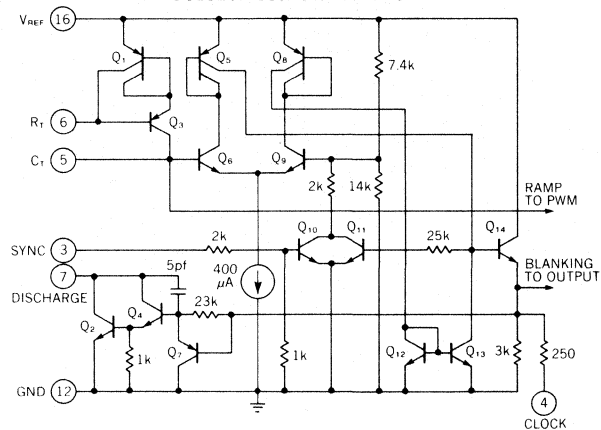 VREF 16
Q1
Q5
Q8
7.4k
RT 6
Q3
CT 5
Q6
Q9
2k
14k
RAMP
TO PWM
Q10
Q11
Q14
SYNC 3
2k
25k
7
5pf
400
μA
BLANKING
TO OUTPUT
DISCHARGE
Q4
23k
Q2
1k
Q7
1k
Q12
Q13
3k
250
GND 12
4
CLOCK